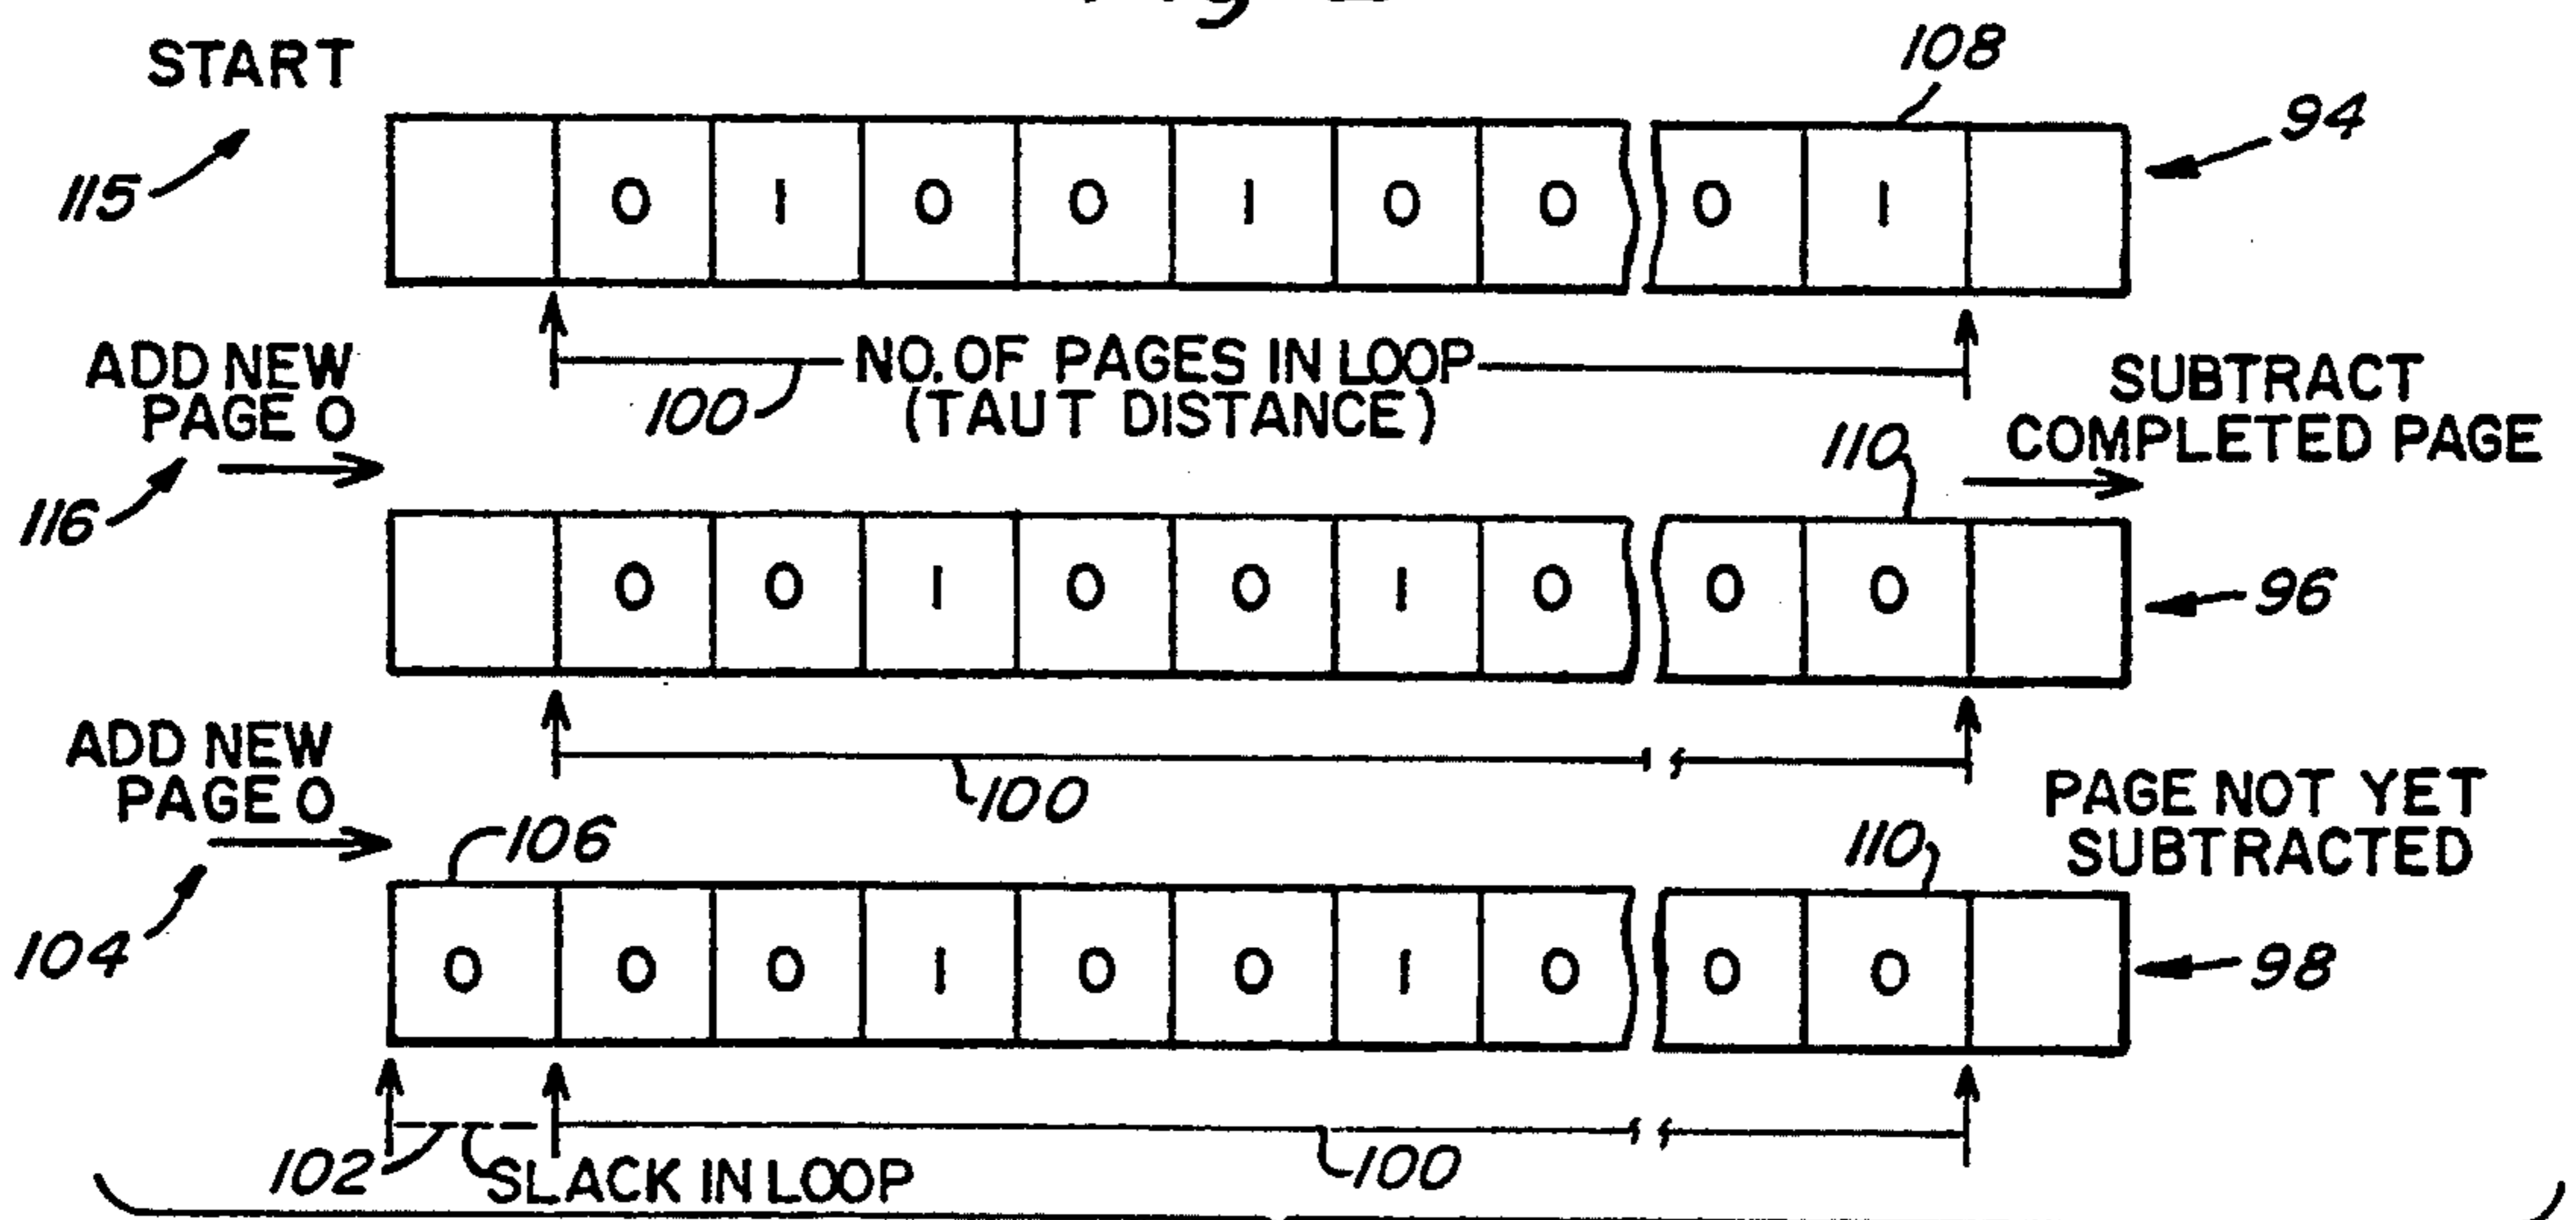 START
108
94
115
0 1 0 0 1 0 0 0 1
ADD NEW
PAGE 0
NO. OF PAGES IN LOOP
(TAUT DISTANCE)
100
SUBTRACT
COMPLETED PAGE
110
116
0 0 1 0 0 1 0 0 0
96
ADD NEW
PAGE 0
100
PAGE NOT YET
SUBTRACTED
106
110
104
0 0 0 1 0 0 1 0 0 0
98
102
SLACK IN LOOP
100